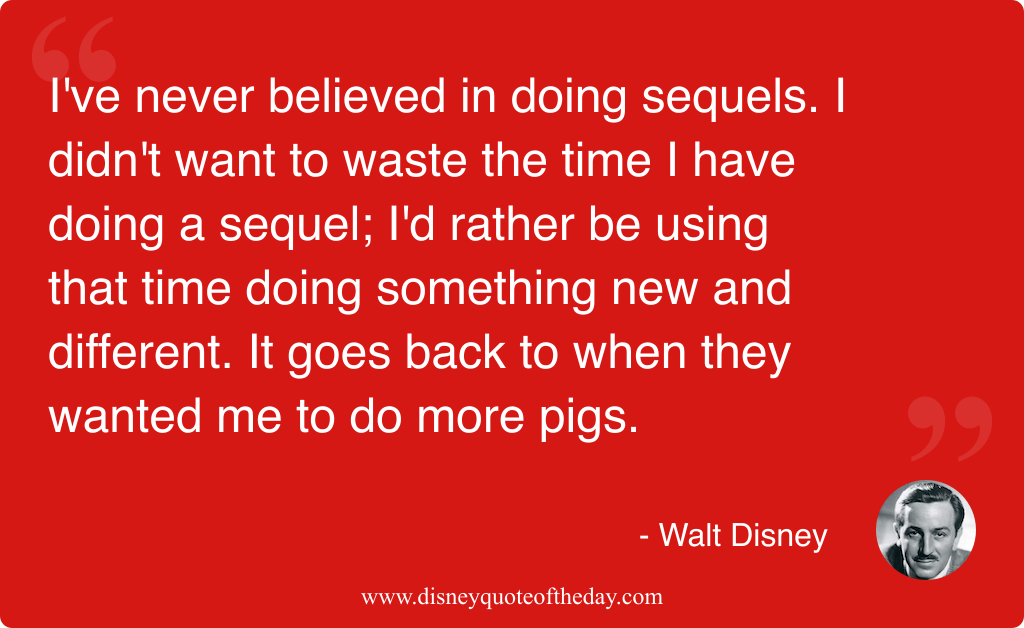 I've never believed in doing sequels. I
didn't want to waste the time I have
doing a sequel; I'd rather be using
that time doing something new and
different. It goes back to when they
wanted me to do more pigs.
- Walt Disney
www.disneyquoteoftheday.com